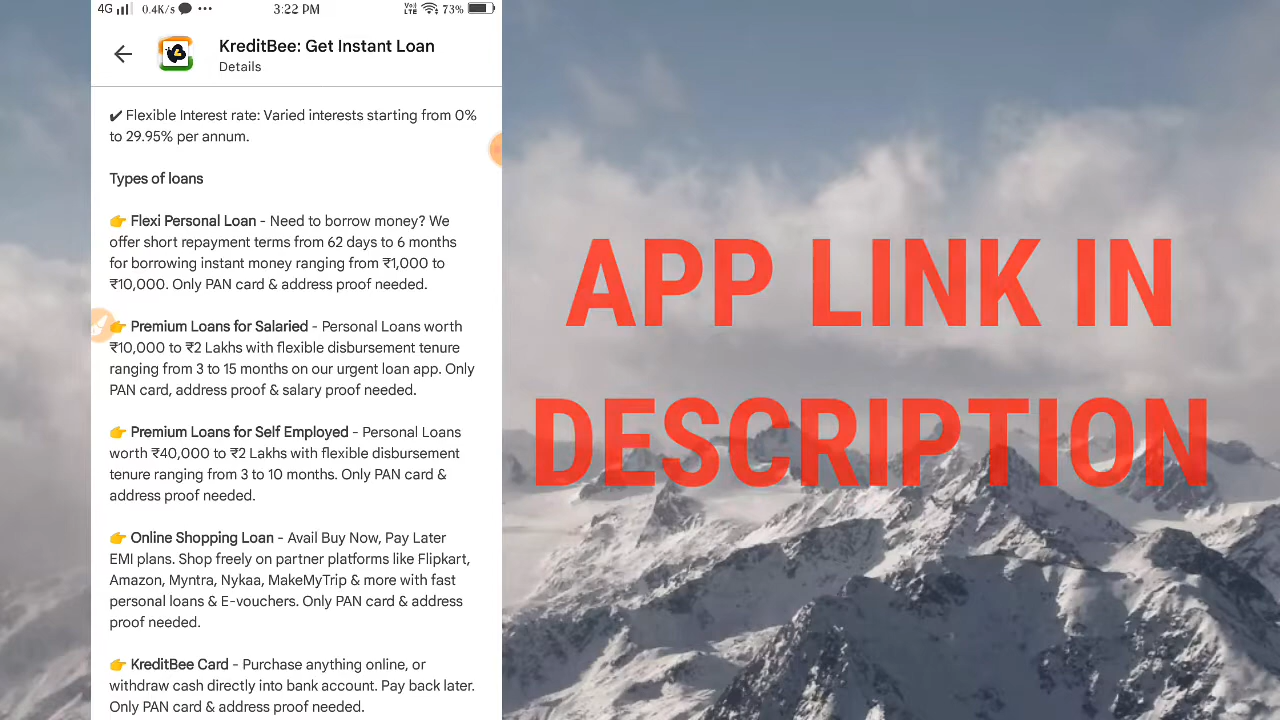 4G 0.4K/s ••• 3:22 PM Vo) LTE 73%
KreditBee: Get Instant Loan
Details
✔ Flexible Interest rate: Varied interests starting from 0%
to 29.95% per annum.
Types of loans
👉 Flexi Personal Loan - Need to borrow money? We
offer short repayment terms from 62 days to 6 months
for borrowing instant money ranging from ₹1,000 to
₹10,000. Only PAN card & address proof needed.
👉 Premium Loans for Salaried - Personal Loans worth
₹10,000 to ₹2 Lakhs with flexible disbursement tenure
ranging from 3 to 15 months on our urgent loan app. Only
PAN card, address proof & salary proof needed.
👉 Premium Loans for Self Employed - Personal Loans
worth ₹40,000 to ₹2 Lakhs with flexible disbursement
tenure ranging from 3 to 10 months. Only PAN card &
address proof needed.
👉 Online Shopping Loan - Avail Buy Now, Pay Later
EMI plans. Shop freely on partner platforms like Flipkart,
Amazon, Myntra, Nykaa, MakeMyTrip & more with fast
personal loans & E-vouchers. Only PAN card & address
proof needed.
👉 KreditBee Card - Purchase anything online, or
withdraw cash directly into bank account. Pay back later.
Only PAN card & address proof needed.
APP LINK IN
DESCRIPTION